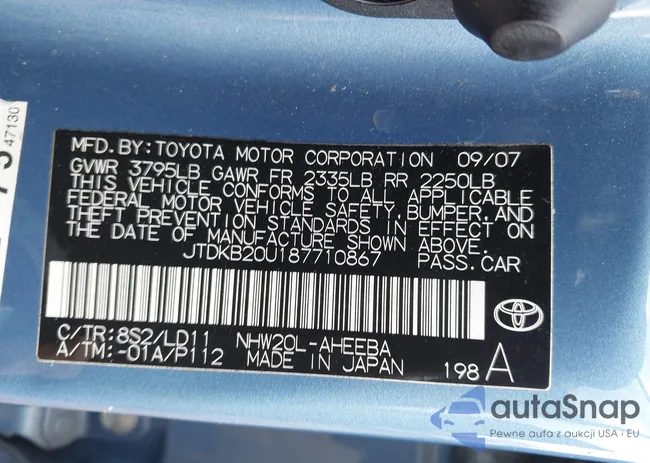 MFD.BY:TOYOTA MOTOR CORPORATION 09/07
GVWR 3795LB GAWR FR 2335LB RR 2250LB
THIS VEHICLE CONFORMS TO ALL APPLICABLE
FEDERAL MOTOR VEHICLE SAFETY,BUMPER,AND
THEFT PREVENTION STANDARDS IN EFFECT ON
THE DATE OF MANUFACTURE SHOWN ABOVE.
JTDKB20U187710867 PASS.CAR
C/TR:8S2/LD11 NHW20L-AHEEBA
A/TM:-01A/P112 MADE IN JAPAN 198 A
47130
autaSnap
Pewne auta z aukcji USA i EU